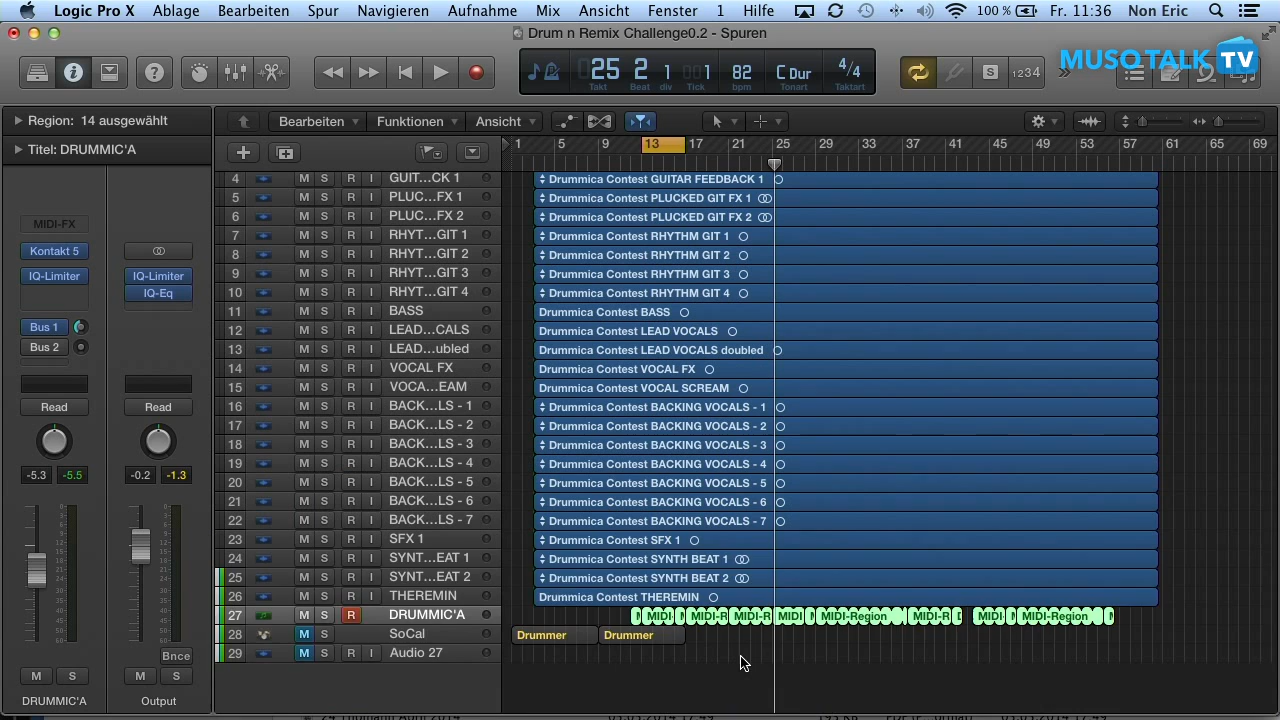 Logic Pro X Ablage Bearbeiten Spur Navigieren Aufnahme Mix Ansicht Fenster 1 Hilfe 100 % Fr. 11:36 Non Eric
Drum n Remix Challenge0.2 - Spuren
25 2 1 1 82 C Dur 4/4
Takt Beat div Tick bpm Tonart Taktart
S 1234
MUSOTALK TV
Region: 14 ausgewählt
Bearbeiten Funktionen Ansicht
Titel: DRUMMIC'A
1 5 9 13 17 21 25 29 33 37 41 45 49 53 57 61 65 69
4 M S R I GUIT...CK 1 Drummica Contest GUITAR FEEDBACK 1
5 M S R I PLUC...FX 1 Drummica Contest PLUCKED GIT FX 1
6 M S R I PLUC...FX 2 Drummica Contest PLUCKED GIT FX 2
7 M S R I RHYT...GIT 1 Drummica Contest RHYTHM GIT 1
8 M S R I RHYT...GIT 2 Drummica Contest RHYTHM GIT 2
9 M S R I RHYT...GIT 3 Drummica Contest RHYTHM GIT 3
10 M S R I RHYT...GIT 4 Drummica Contest RHYTHM GIT 4
11 M S R I BASS Drummica Contest BASS
12 M S R I LEAD...CALS Drummica Contest LEAD VOCALS
13 M S R I LEAD...ubled Drummica Contest LEAD VOCALS doubled
14 M S R I VOCAL FX Drummica Contest VOCAL FX
15 M S R I VOCA...EAM Drummica Contest VOCAL SCREAM
16 M S R I BACK...LS - 1 Drummica Contest BACKING VOCALS - 1
17 M S R I BACK...LS - 2 Drummica Contest BACKING VOCALS - 2
18 M S R I BACK...LS - 3 Drummica Contest BACKING VOCALS - 3
19 M S R I BACK...LS - 4 Drummica Contest BACKING VOCALS - 4
20 M S R I BACK...LS - 5 Drummica Contest BACKING VOCALS - 5
21 M S R I BACK...LS - 6 Drummica Contest BACKING VOCALS - 6
22 M S R I BACK...LS - 7 Drummica Contest BACKING VOCALS - 7
23 M S R I SFX 1 Drummica Contest SFX 1
24 M S R I SYNT...EAT 1 Drummica Contest SYNTH BEAT 1
25 M S R I SYNT...EAT 2 Drummica Contest SYNTH BEAT 2
26 M S R I THEREMIN Drummica Contest THEREMIN
27 M S R DRUMMIC'A MIDI MIDI-R MIDI-R MIDI MIDI-Region MIDI-R MIDI- MIDI-Region
28 M S SoCal Drummer Drummer
29 M S R I Audio 27
MIDI-FX
Kontakt 5
IQ-Limiter IQ-Limiter
IQ-Eq
Bus 1
Bus 2
Read Read
-5.3 -5.5 -0.2 -1.3
Bnce
M S M S
DRUMMIC'A Output